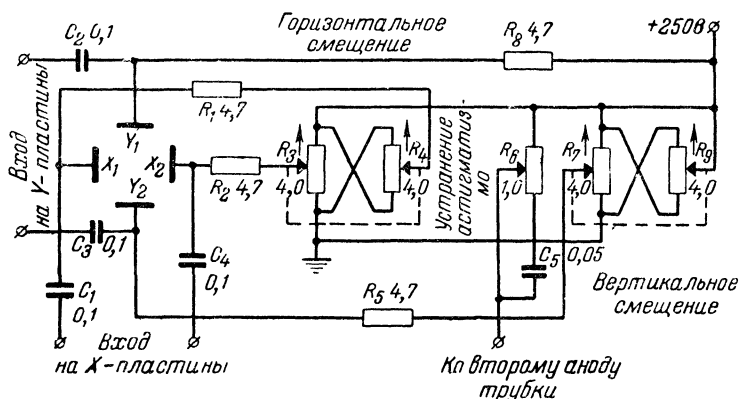 C2 0,1
Горизонтальное
смещение
R8 4,7
+250в
Вход
на Y-пластины
R1 4,7
Y1
X1
X2
Y2
R2 4,7
R3
4,0
R4
4,0
Устранение
астигматиз-
мо
R6
1,0
R7
4,0
R9
4,0
C3 0,1
C4
0,1
C5 0,05
C1
0,1
R5 4,7
Вертикальное
смещение
Вход
на X-пластины
Ко второму аноду
трубки